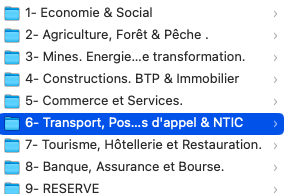 1- Economie & Social
2- Agriculture, Forêt & Pêche .
3- Mines. Energie...e transformation.
4- Constructions. BTP & Immobilier
5- Commerce et Services.
6- Transport, Pos...s d'appel & NTIC
7- Tourisme, Hôtellerie et Restauration.
8- Banque, Assurance et Bourse.
9- RESERVE